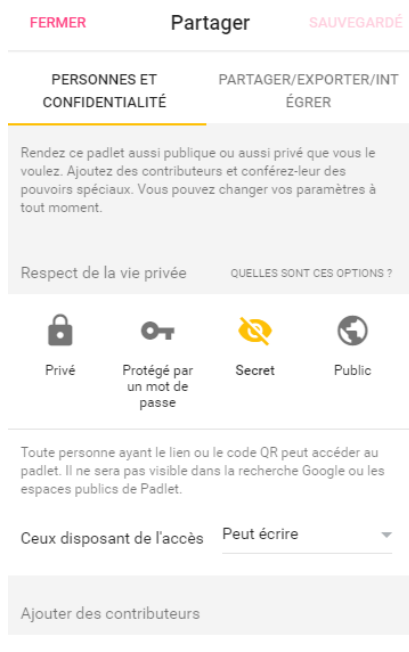 FERMER Partager SAUVEGARDÉ
PERSONNES ET
CONFIDENTIALITÉ
PARTAGER/EXPORTER/INT
ÉGRER
Rendez ce padlet aussi publique ou aussi privé que vous le
voulez. Ajoutez des contributeurs et conférez-leur des
pouvoirs spéciaux. Vous pouvez changer vos paramètres à
tout moment.
Respect de la vie privée QUELLES SONT CES OPTIONS ?
Privé
Protégé par
un mot de
passe
Secret
Public
Toute personne ayant le lien ou le code QR peut accéder au
padlet. Il ne sera pas visible dans la recherche Google ou les
espaces publics de Padlet.
Ceux disposant de l'accès Peut écrire
Ajouter des contributeurs